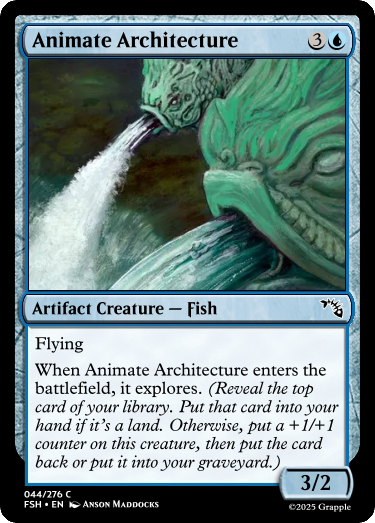 Animate Architecture 3
Artifact Creature — Fish
Flying
When Animate Architecture enters the
battlefield, it explores. (Reveal the top
card of your library. Put that card into your
hand if it's a land. Otherwise, put a +1/+1
counter on this creature, then put the card
back or put it into your graveyard.)
3/2
044/276 C
FSH • EN Anson Maddocks
©2025 Grapple